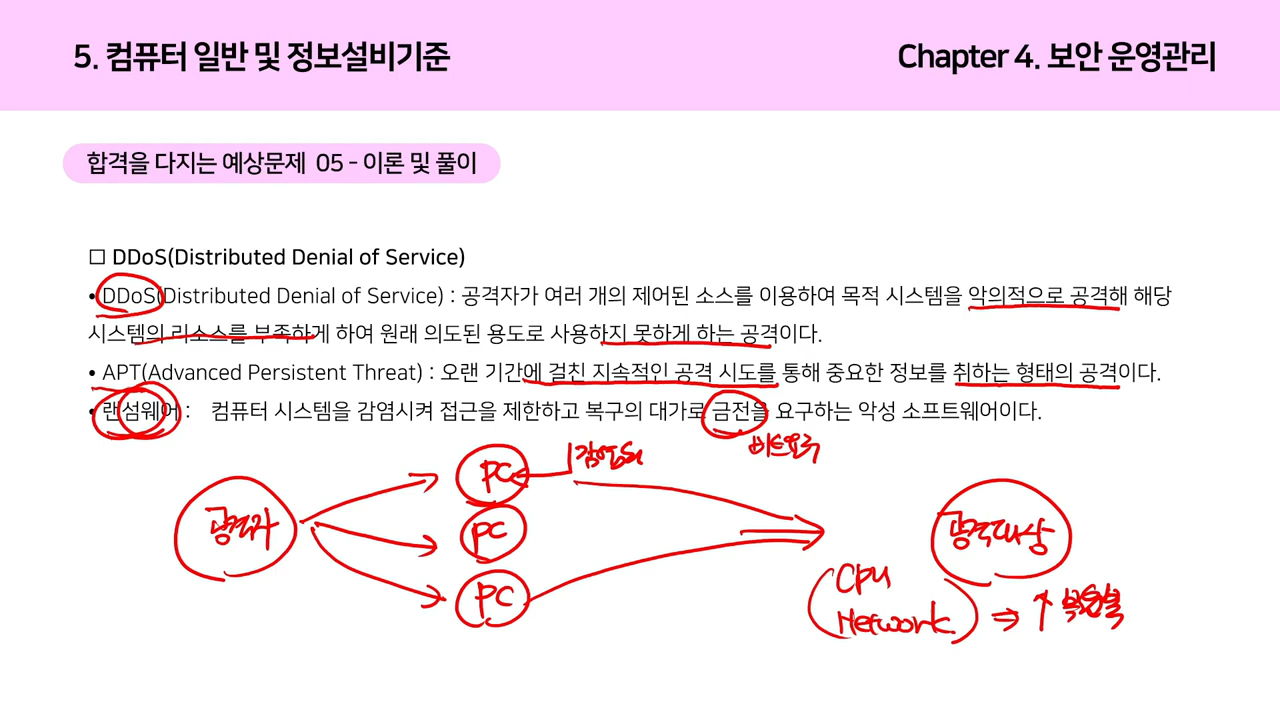 5. 컴퓨터 일반 및 정보설비기준
Chapter 4. 보안 운영관리
합격을 다지는 예상문제 05 - 이론 및 풀이
□ DDoS(Distributed Denial of Service)
• DDoS(Distributed Denial of Service) : 공격자가 여러 개의 제어된 소스를 이용하여 목적 시스템을 악의적으로 공격해 해당
시스템의 리소스를 부족하게 하여 원래 의도된 용도로 사용하지 못하게 하는 공격이다.
• APT(Advanced Persistent Threat) : 오랜 기간에 걸친 지속적인 공격 시도를 통해 중요한 정보를 취하는 형태의 공격이다.
• 랜섬웨어 : 컴퓨터 시스템을 감염시켜 접근을 제한하고 복구의 대가로 금전을 요구하는 악성 소프트웨어이다.
공격자
PC
PC
PC
공격대상
CPU
Network ⇒ ↑